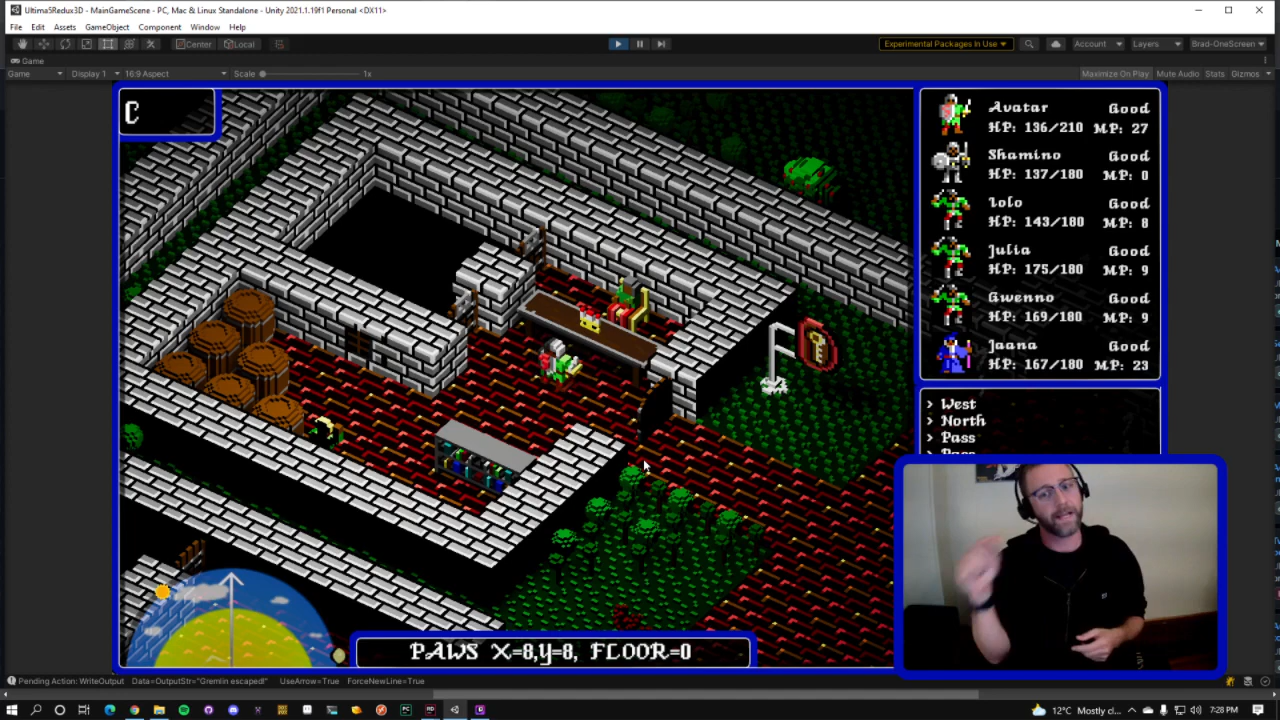 Ultima5Redux3D - MainGameScene - PC, Mac & Linux Standalone - Unity 2021.1.19f1 Personal <DX11>
File Edit Assets GameObject Component Window Help
Center Local Experimental Packages In Use Account Layers Brad-OneScreen
Game
Game Display 1 16:9 Aspect Scale 1x Maximize On Play Mute Audio Stats Gizmos
C
Avatar Good
HP: 136/210 MP: 27
Shamino Good
HP: 137/180 MP: 0
Iolo Good
HP: 143/180 MP: 8
Julia Good
HP: 175/180 MP: 9
Gwenno Good
HP: 169/180 MP: 9
Jaana Good
HP: 167/180 MP: 23
> West
> North
> Pass
> Pass
PAWS X=8,Y=8, FLOOR=0
Pending Action: WriteOutput Data=OutputStr="Gremlin escaped!" UseArrow=True ForceNewLine=True
12°C Mostly cl... 7:28 PM